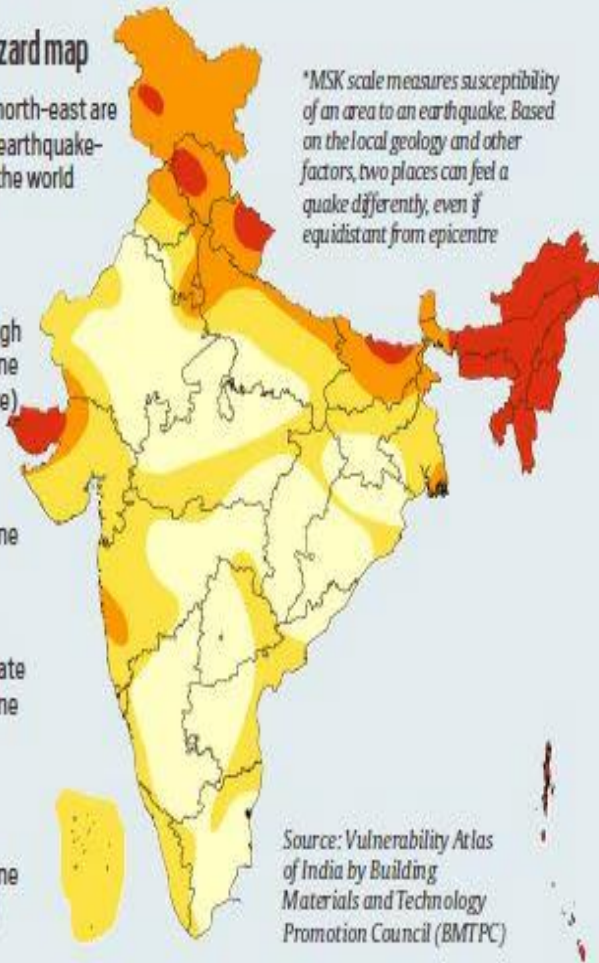 zard map
north-east are
earthquake-
the world
*MSK scale measures susceptibility
of an area to an earthquake. Based
on the local geology and other
factors, two places can feel a
quake differently, even if
equidistant from epicentre
gh
ne
e)
ne
ate
ne
ne
Source: Vulnerability Atlas
of India by Building
Materials and Technology
Promotion Council (BMTPC)